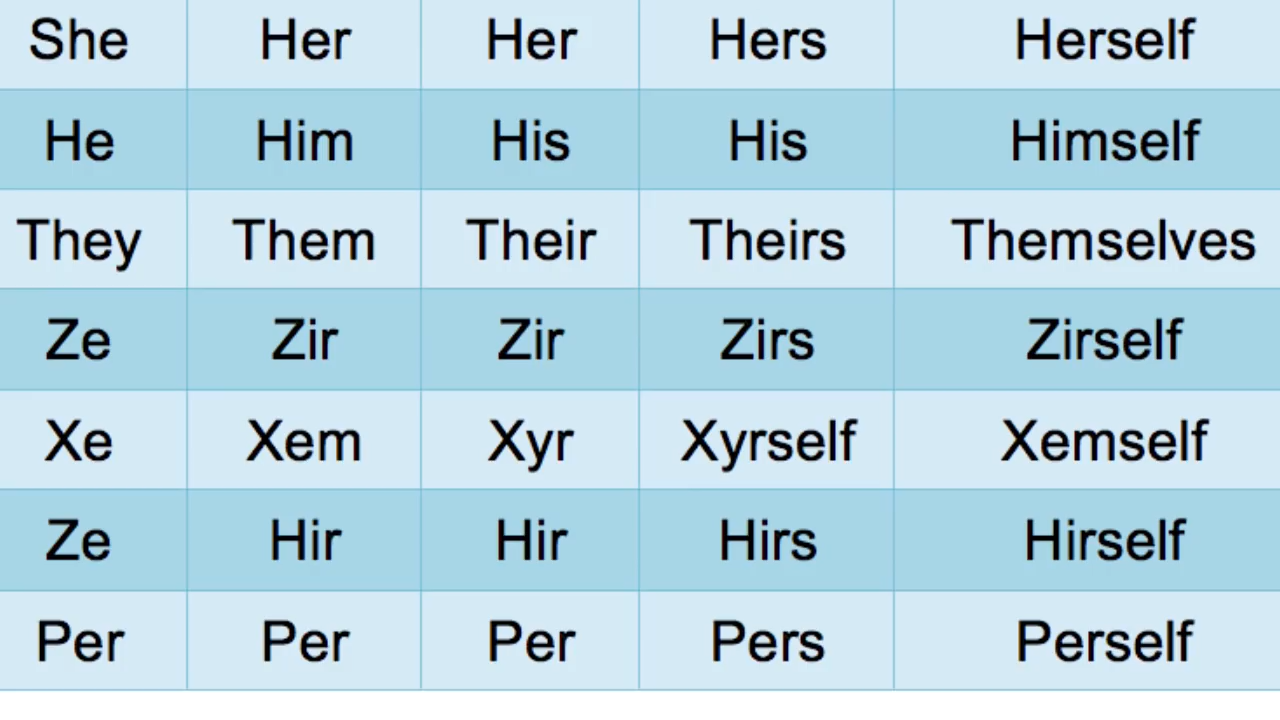 She Her Her Hers Herself
He Him His His Himself
They Them Their Theirs Themselves
Ze Zir Zir Zirs Zirself
Xe Xem Xyr Xyrself Xemself
Ze Hir Hir Hirs Hirself
Per Per Per Pers Perself